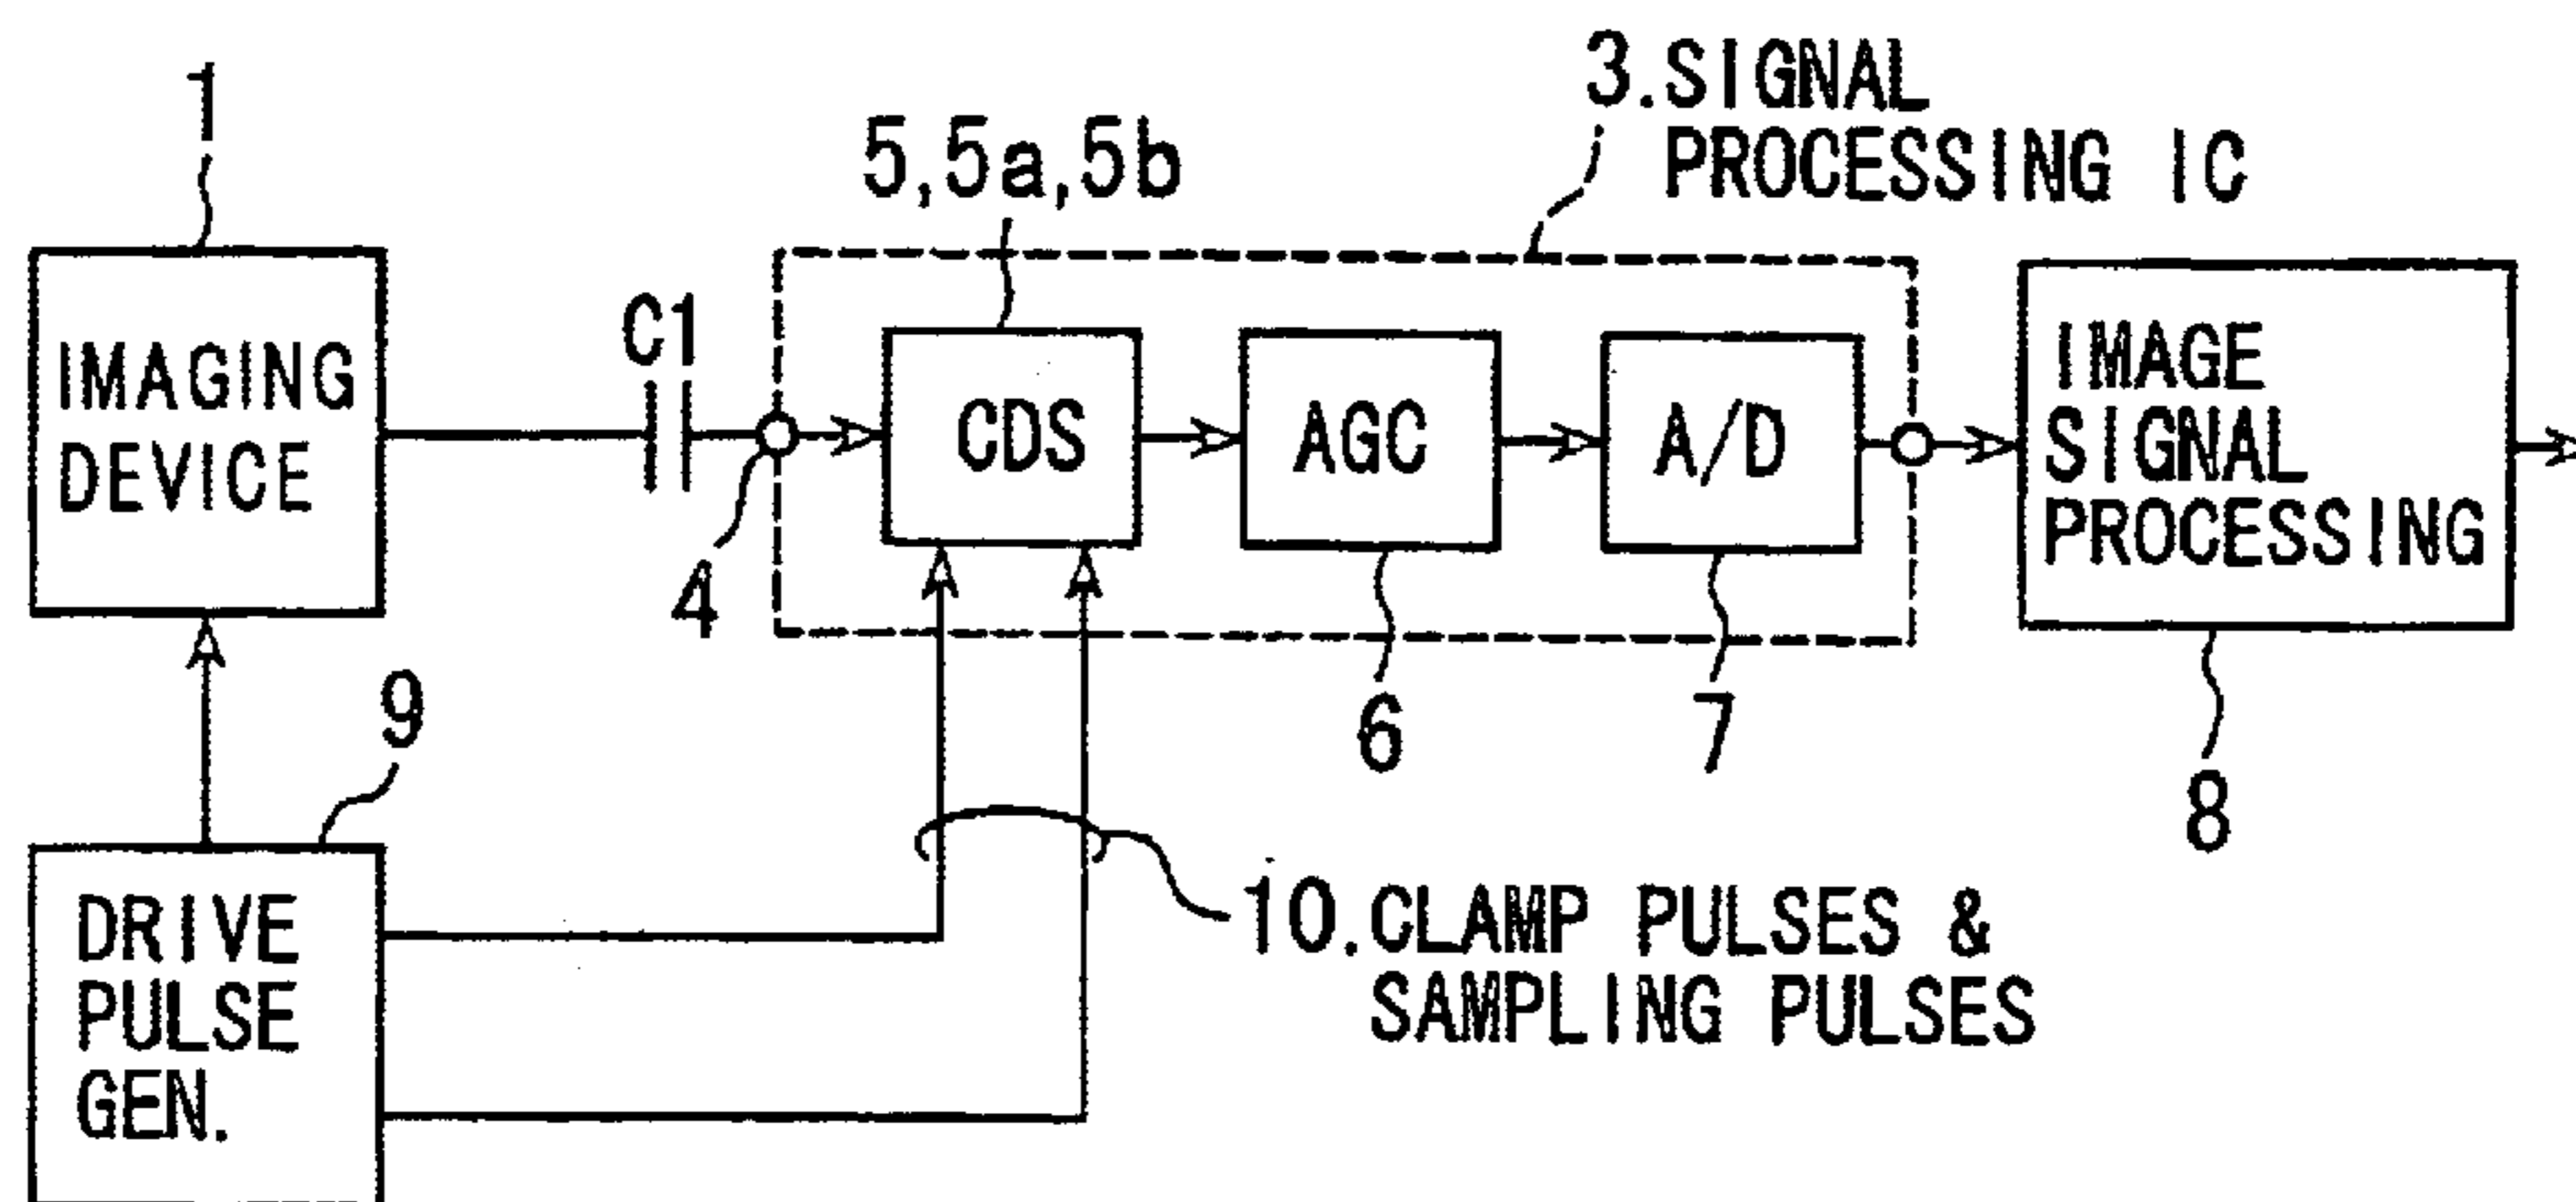 1
3.SIGNAL
PROCESSING IC
5,5a,5b
C1
IMAGING
DEVICE
CDS
AGC
A/D
IMAGE
SIGNAL
PROCESSING
4
6
7
8
9
DRIVE
PULSE
GEN.
10.CLAMP PULSES &
SAMPLING PULSES